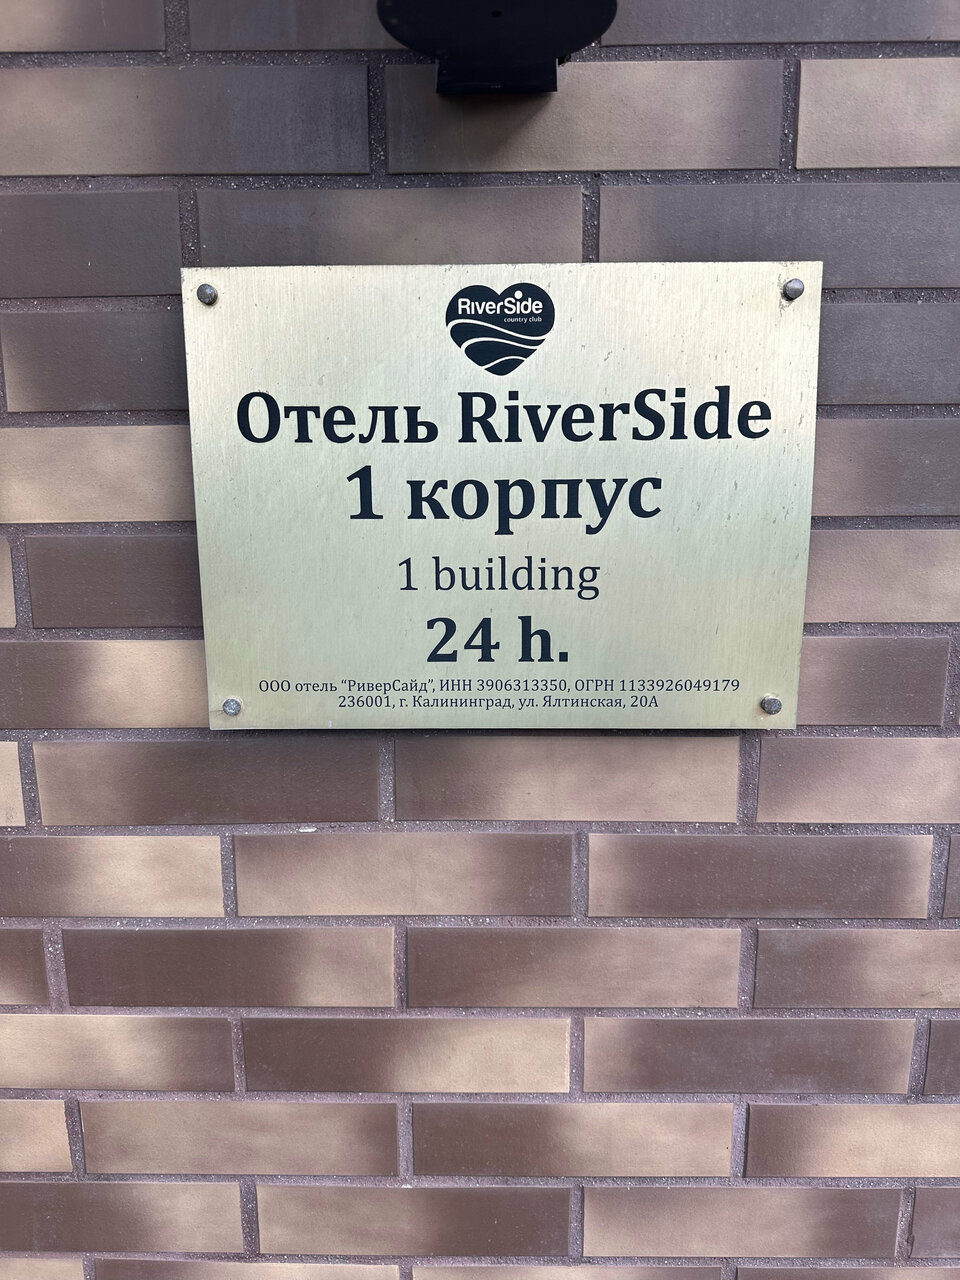 RiverSide
country club
Отель RiverSide
1 корпус
1 building
24 h.
ООО отель “РиверСайд”, ИНН 3906313350, ОГРН 1133926049179
236001, г. Калининград, ул. Ялтинская, 20А